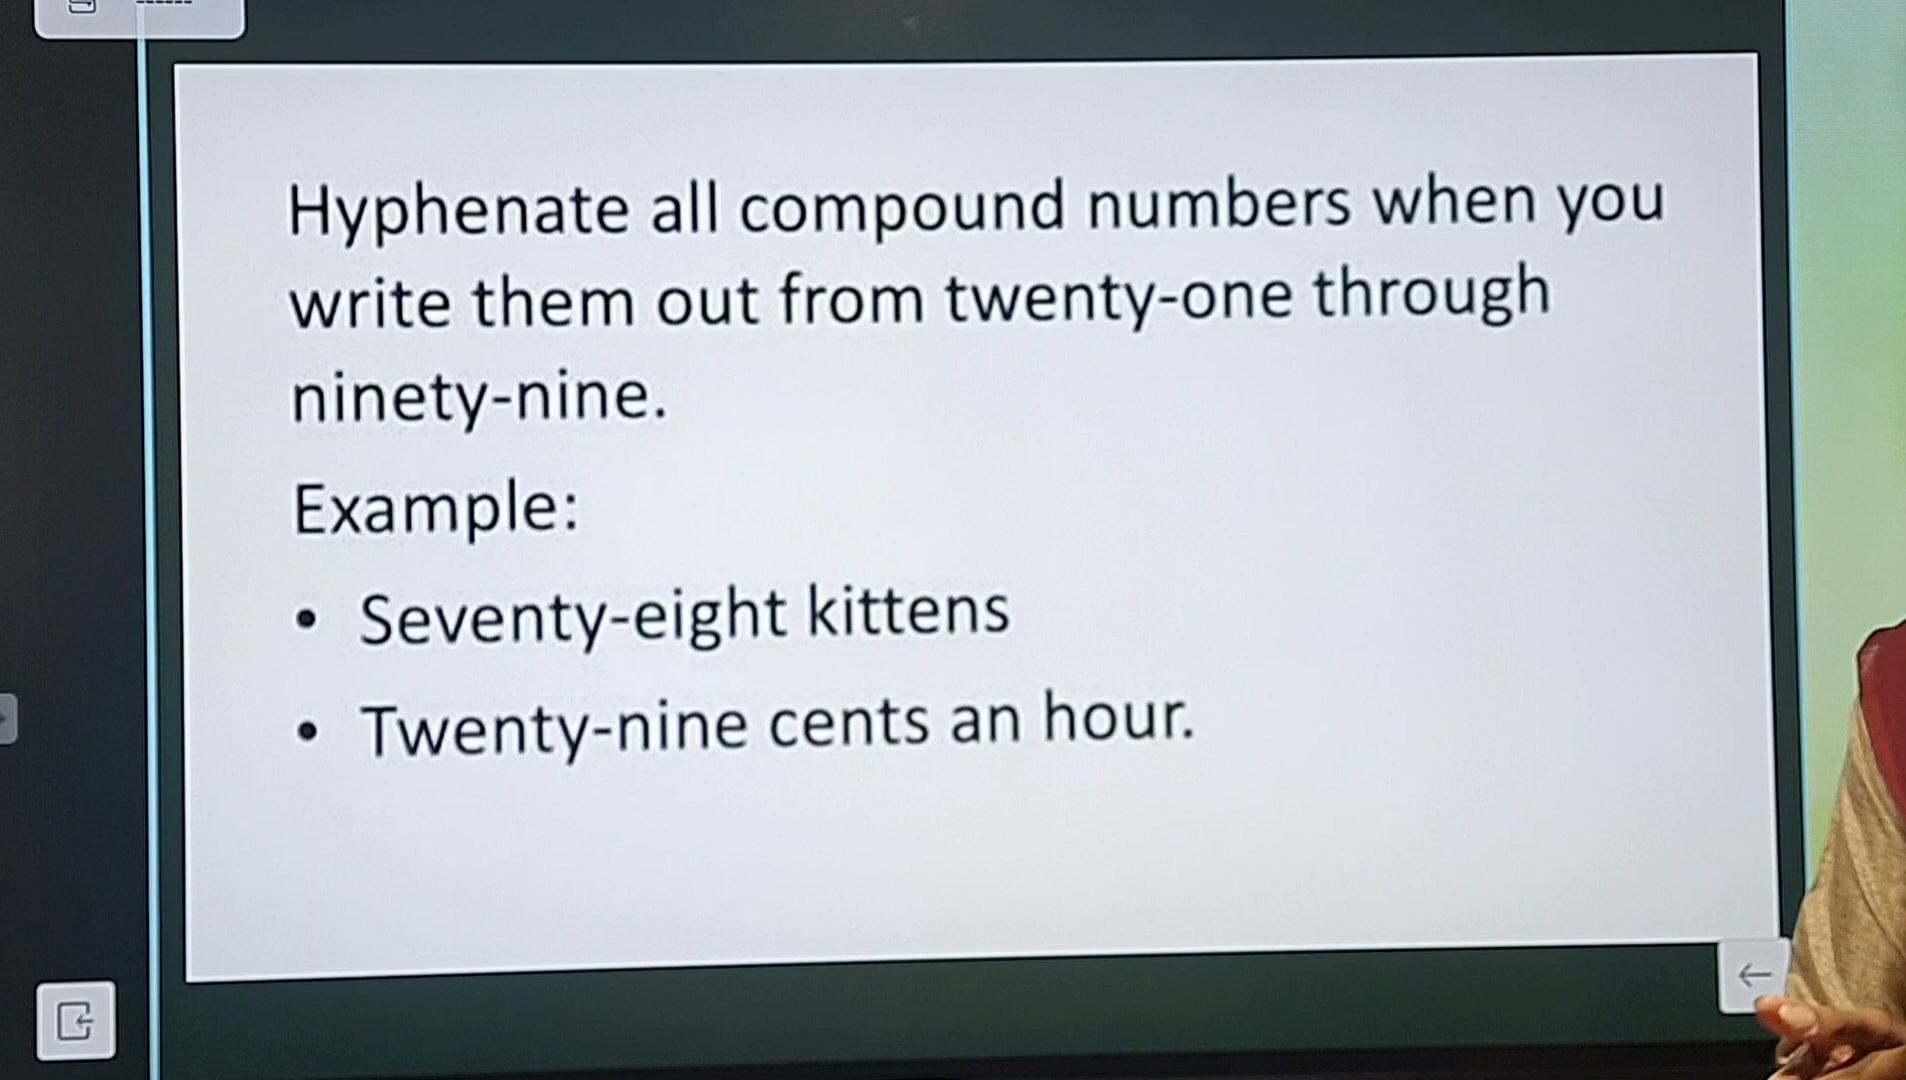 Hyphenate all compound numbers when you
write them out from twenty-one through
ninety-nine.
Example:
• Seventy-eight kittens
• Twenty-nine cents an hour.